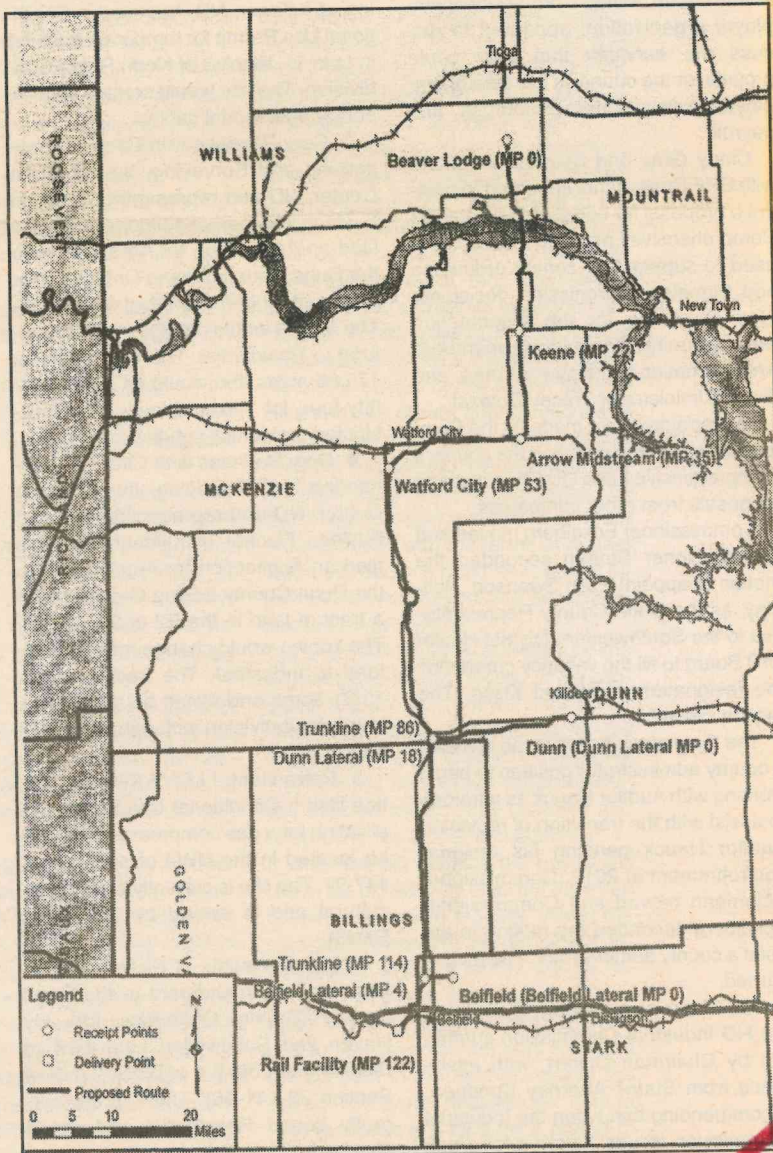 Tioga
WILLIAMS
Beaver Lodge (MP 0)
ROOSEVELT
MOUNTRAIL
New Town
Keene (MP 22)
Watford City
Arrow Midstream (MP 35)
MCKENZIE
Watford City (MP 53)
Killdeer
DUNN
Trunkline (MP 86)
Dunn Lateral (MP 18)
Dunn (Dunn Lateral MP 0)
GOLDEN VA
BILLINGS
Trunkline (MP 114)
Belfield Lateral (MP 4)
Belfield (Belfield Lateral MP 0)
Belfield
Dickinson
Rail Facility (MP 122)
STARK
Legend
Receipt Points
Delivery Point
Proposed Route
0 5 10 20
Miles